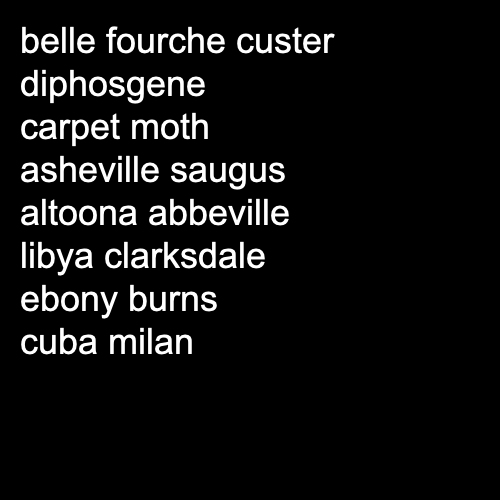 belle fourche custer
diphosgene
carpet moth
asheville saugus
altoona abbeville
libya clarksdale
ebony burns
cuba milan